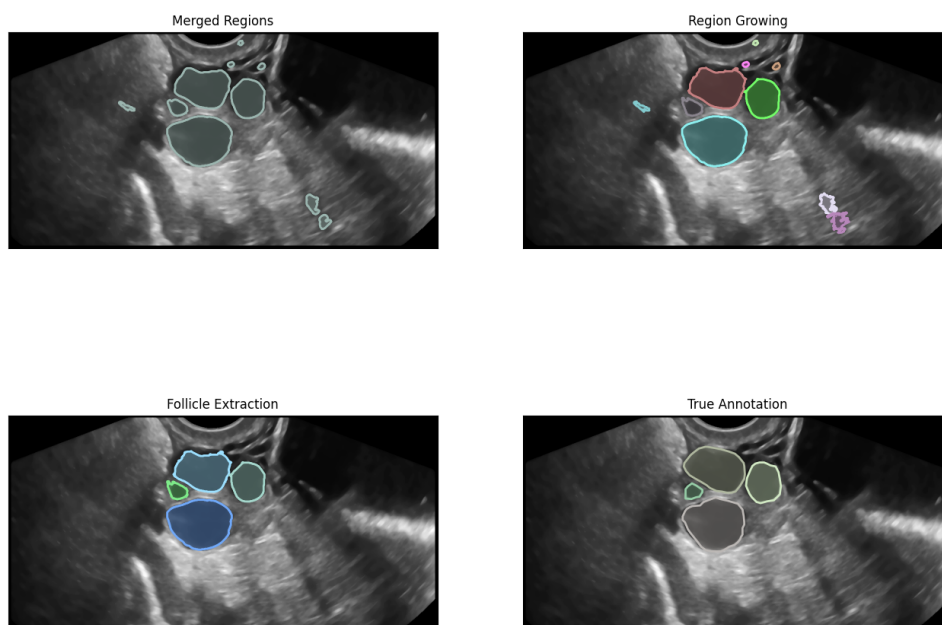 Merged Regions
Region Growing
Follicle Extraction
True Annotation